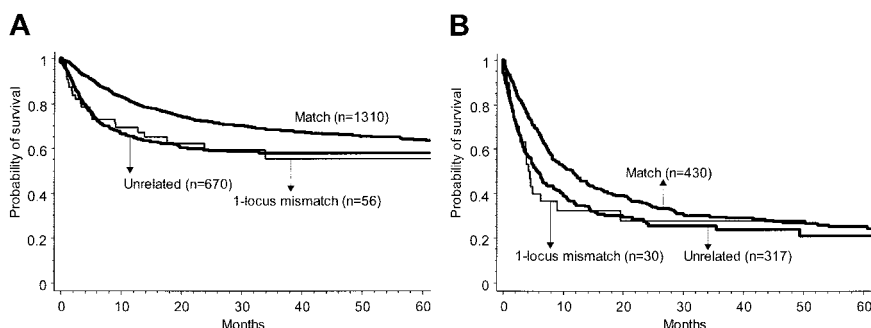 A
Probability of survival
1
0.8
0.6
0.4
0.2
0
Match (n=1310)
Unrelated (n=670)
1-locus mismatch (n=56)
0 10 20 30 40 50 60
Months
B
Probability of survival
1
0.8
0.6
0.4
0.2
0
Match (n=430)
1-locus mismatch (n=30) Unrelated (n=317)
0 10 20 30 40 50 60
Months